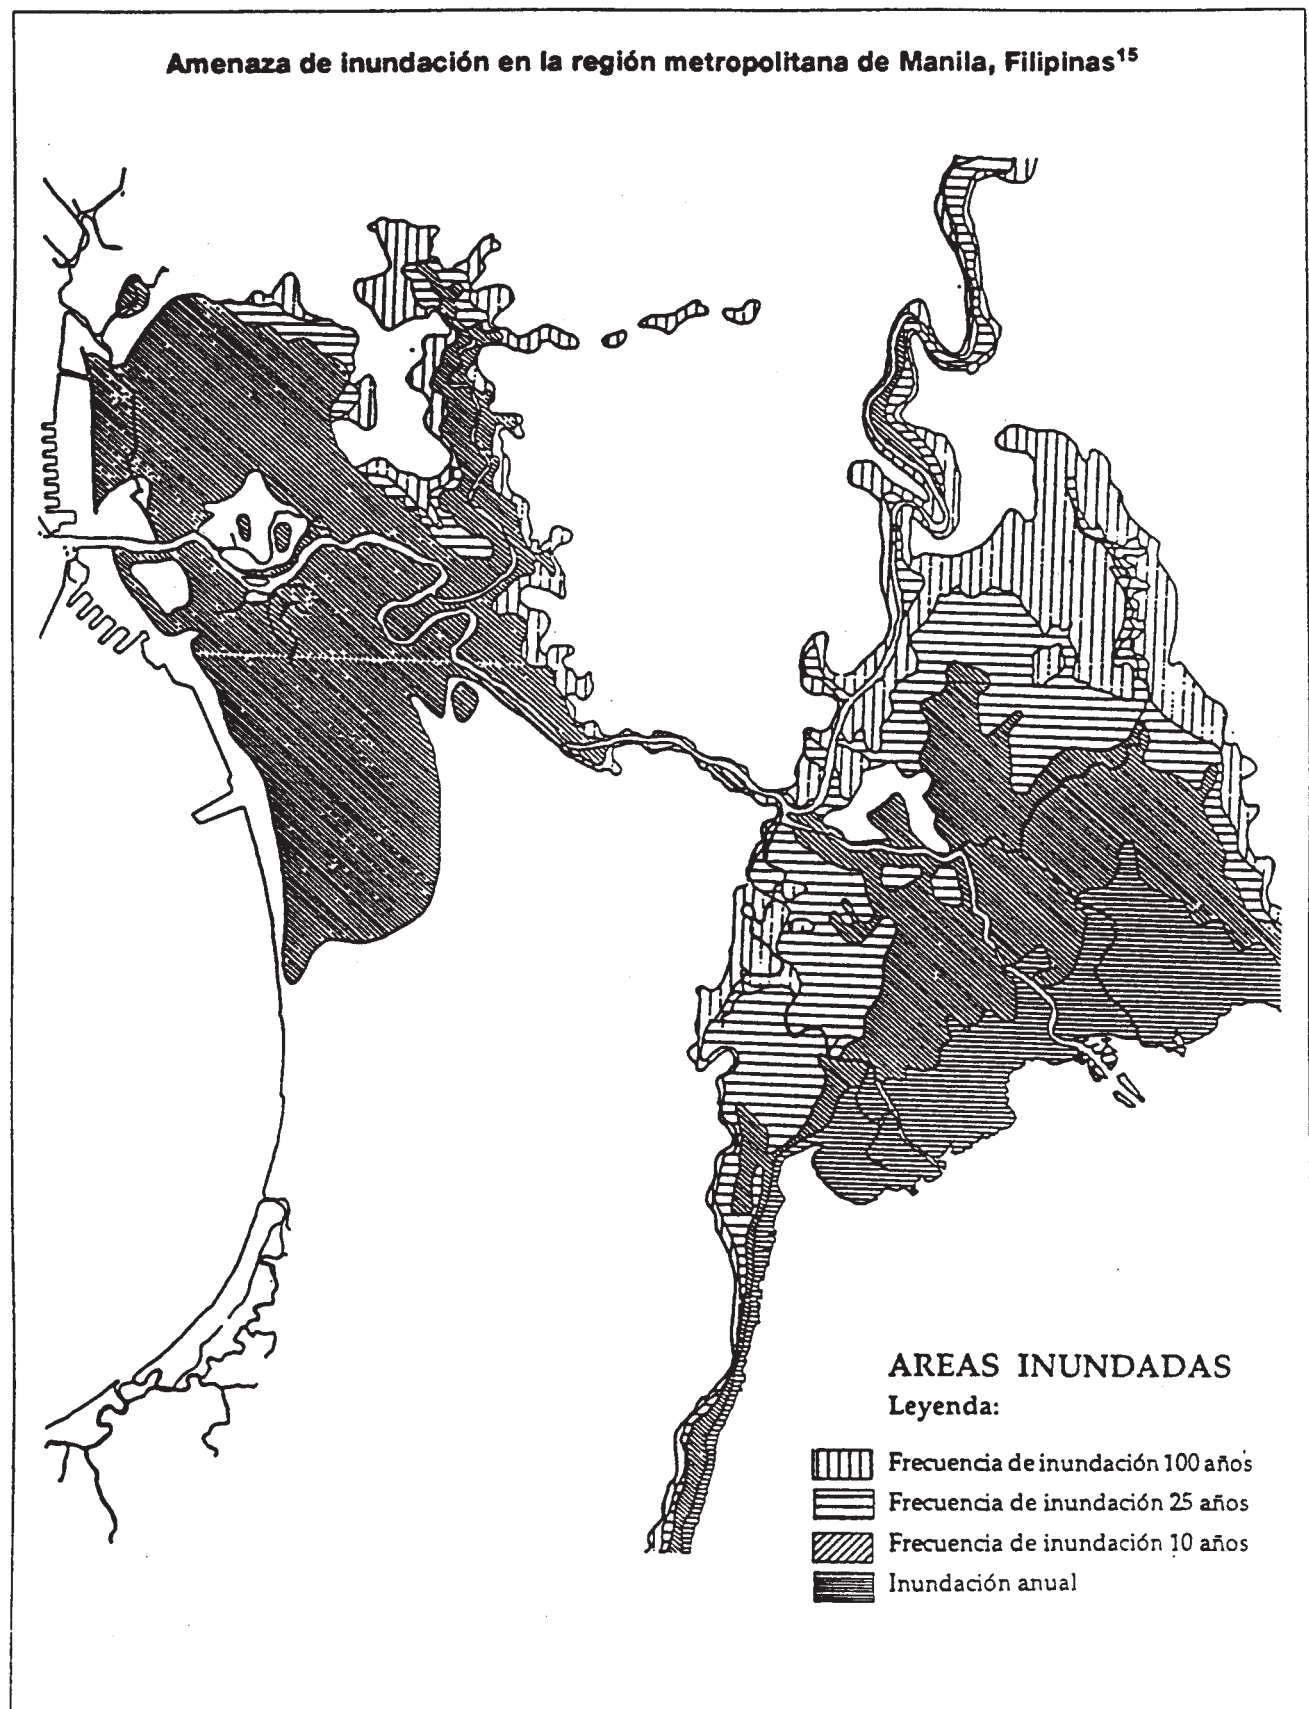 Amenaza de inundación en la región metropolitana de Manila, Filipinas¹⁵
AREAS INUNDADAS
Leyenda:
Frecuencia de inundación 100 años
Frecuencia de inundación 25 años
Frecuencia de inundación 10 años
Inundación anual